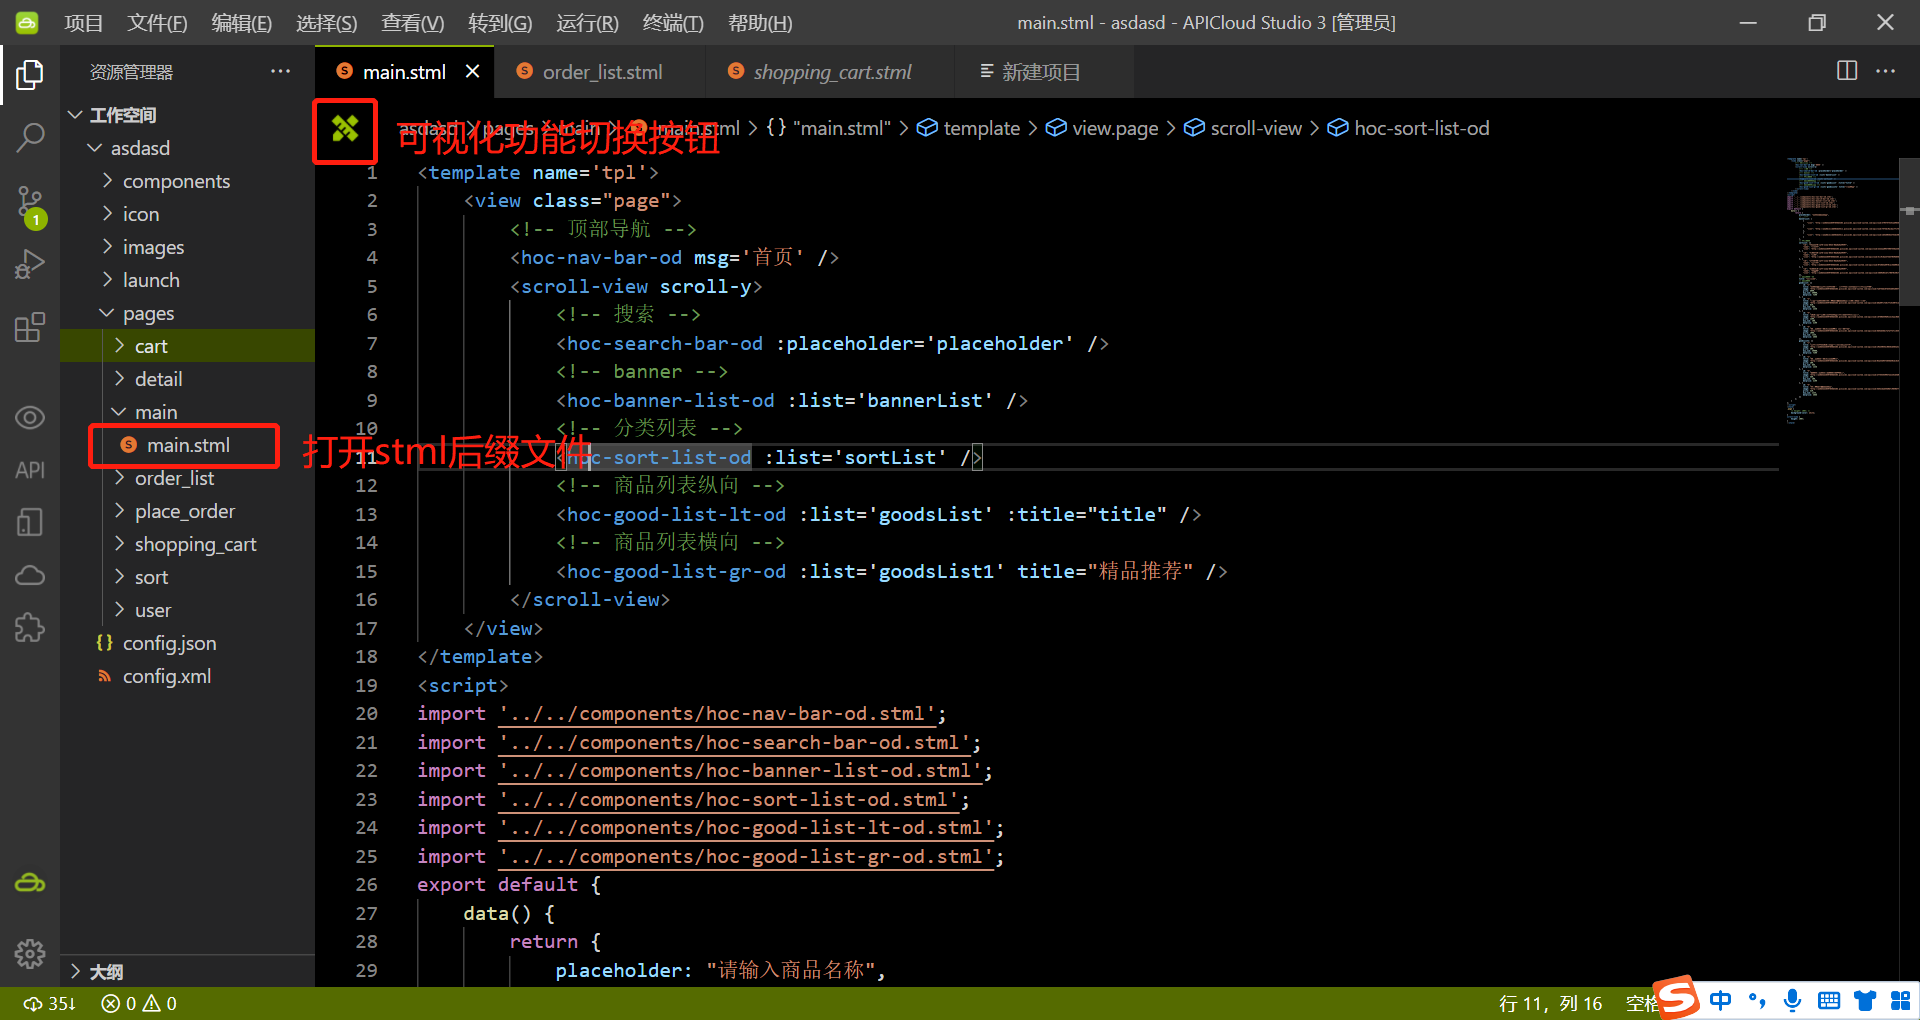 项目 文件(F) 编辑(E) 选择(S) 查看(V) 转到(G) 运行(R) 终端(T) 帮助(H) main.stml - asdasd - APICloud Studio 3 [管理员]
资源管理器 ···
main.stml order_list.stml shopping_cart.stml 新建项目 ···
asdasd > pages > main > main.stml > {} "main.stml" > template > view.page > scroll-view > hoc-sort-list-od
可视化功能切换按钮
工作空间
asdasd
components
icon
images
launch
pages
cart
detail
main
main.stml
order_list
place_order
shopping_cart
sort
user
{} config.json
config.xml
大纲
1
API
打开stml后缀文件
1 <template name='tpl'>
2 <view class="page">
3 <!-- 顶部导航 -->
4 <hoc-nav-bar-od msg='首页' />
5 <scroll-view scroll-y>
6 <!-- 搜索 -->
7 <hoc-search-bar-od :placeholder='placeholder' />
8 <!-- banner -->
9 <hoc-banner-list-od :list='bannerList' />
10 <!-- 分类列表 -->
11 <hoc-sort-list-od :list='sortList' />
12 <!-- 商品列表纵向 -->
13 <hoc-good-list-lt-od :list='goodsList' :title="title" />
14 <!-- 商品列表横向 -->
15 <hoc-good-list-gr-od :list='goodsList1' title="精品推荐" />
16 </scroll-view>
17 </view>
18 </template>
19 <script>
20 import '../../components/hoc-nav-bar-od.stml';
21 import '../../components/hoc-search-bar-od.stml';
22 import '../../components/hoc-banner-list-od.stml';
23 import '../../components/hoc-sort-list-od.stml';
24 import '../../components/hoc-good-list-lt-od.stml';
25 import '../../components/hoc-good-list-gr-od.stml';
26 export default {
27 data() {
28 return {
29 placeholder: "请输入商品名称",
35↓ 0 0 行 11, 列 16 空格 中